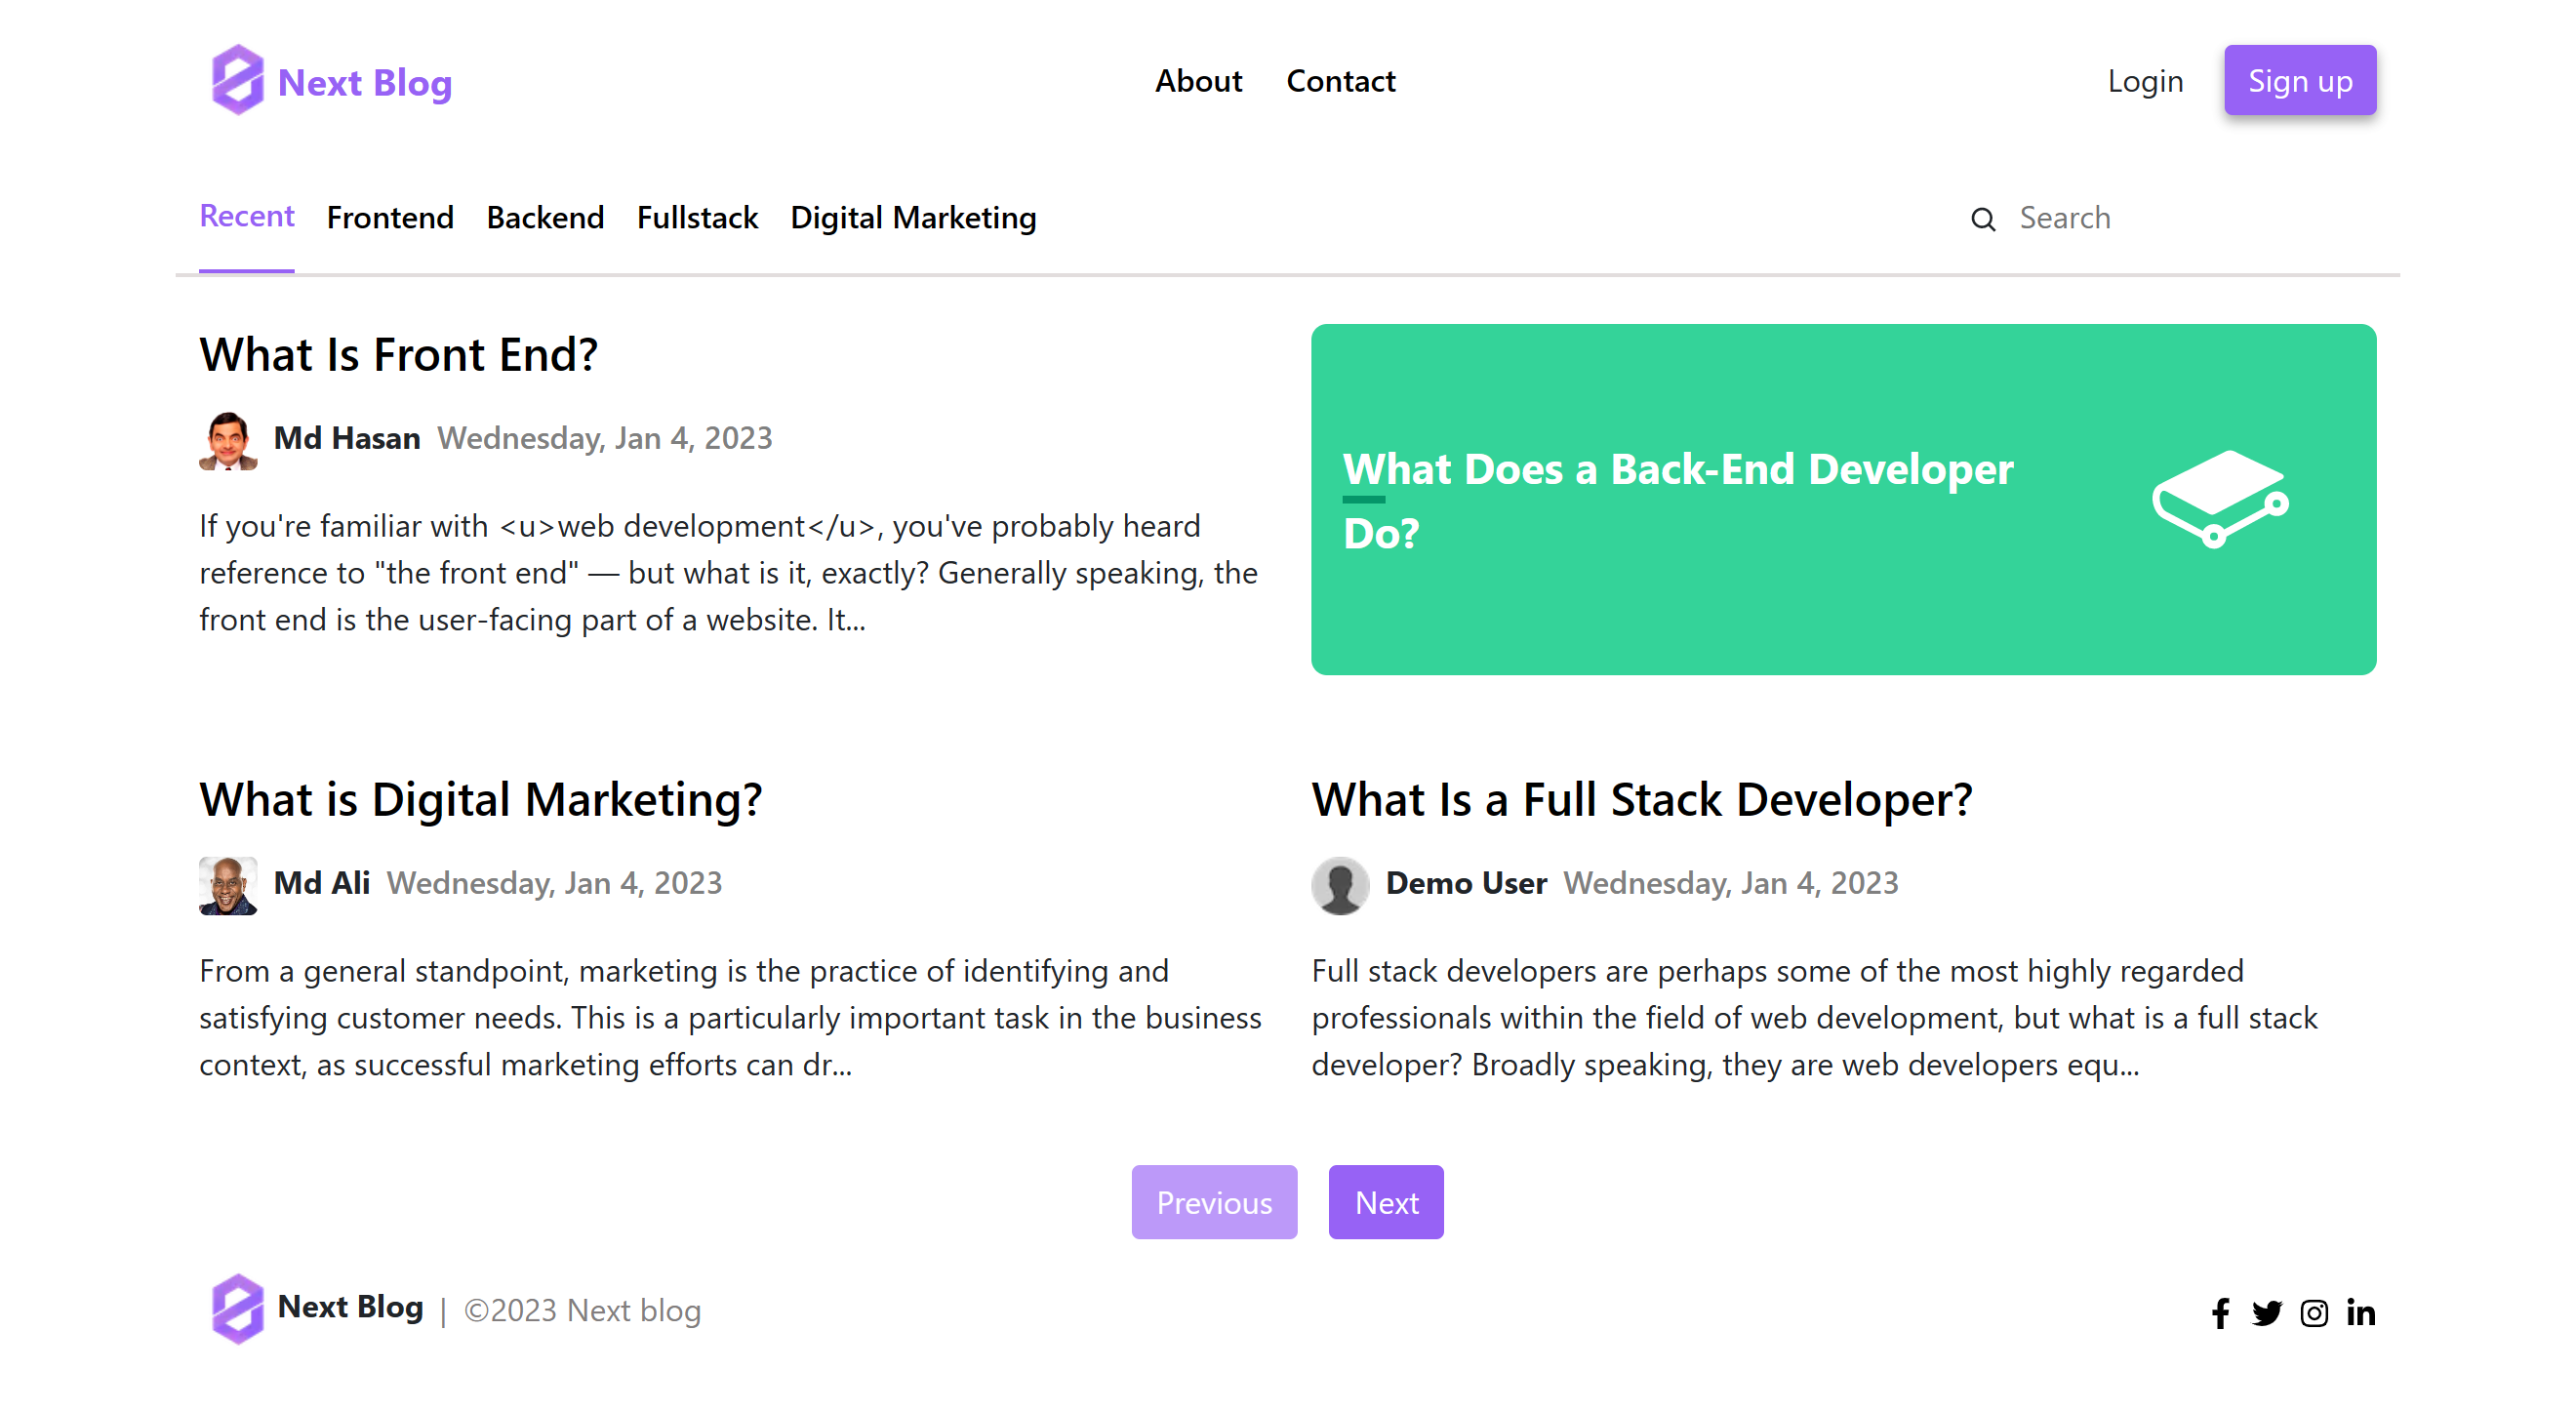 Next Blog
About Contact
Login Sign up
Recent Frontend Backend Fullstack Digital Marketing
Search
What Is Front End?
Md Hasan Wednesday, Jan 4, 2023
If you're familiar with <u>web development</u>, you've probably heard
reference to "the front end" — but what is it, exactly? Generally speaking, the
front end is the user-facing part of a website. It...
What Does a Back-End Developer
Do?
What is Digital Marketing?
Md Ali Wednesday, Jan 4, 2023
From a general standpoint, marketing is the practice of identifying and
satisfying customer needs. This is a particularly important task in the business
context, as successful marketing efforts can dr...
What Is a Full Stack Developer?
Demo User Wednesday, Jan 4, 2023
Full stack developers are perhaps some of the most highly regarded
professionals within the field of web development, but what is a full stack
developer? Broadly speaking, they are web developers equ...
Previous Next
Next Blog | ©2023 Next blog